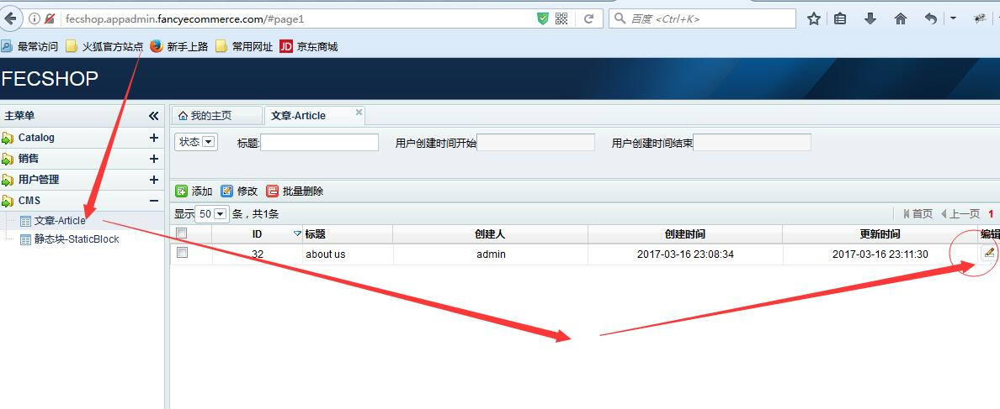 fecshop.appadmin.fancyecommerce.com/#page1
百度 <Ctrl+K>
最常访问 火狐官方站点 新手上路 常用网址 JD 京东商城
FECSHOP
主菜单
我的主页 文章-Article
Catalog
状态 标题: 用户创建时间开始 用户创建时间结束
销售
用户管理
添加 修改 批量删除
CMS
显示 50 条，共1条 首页 上一页 1
文章-Article
静态块-StaticBlock
ID 标题 创建人 创建时间 更新时间 编辑
32 about us admin 2017-03-16 23:08:34 2017-03-16 23:11:30